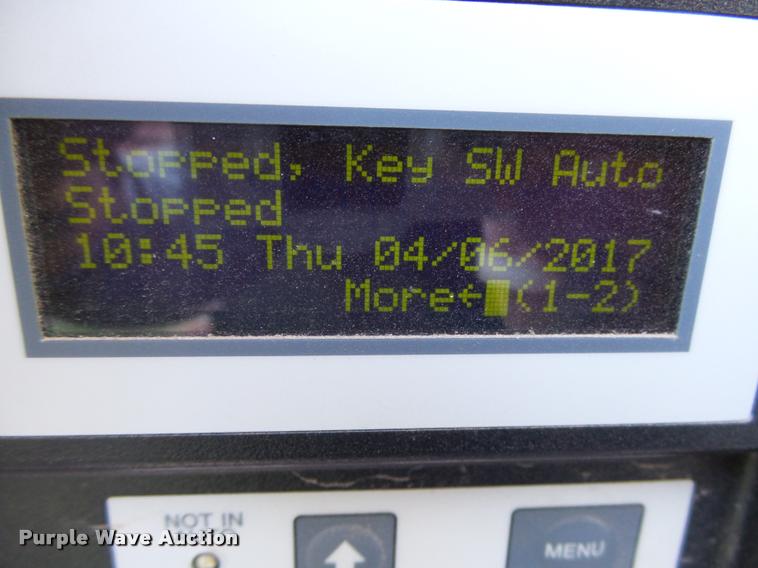 Stopped, Key SW Auto
Stopped
10:45 Thu 04/06/2017
More←█(1-2)
NOT IN
MENU
Purple Wave Auction